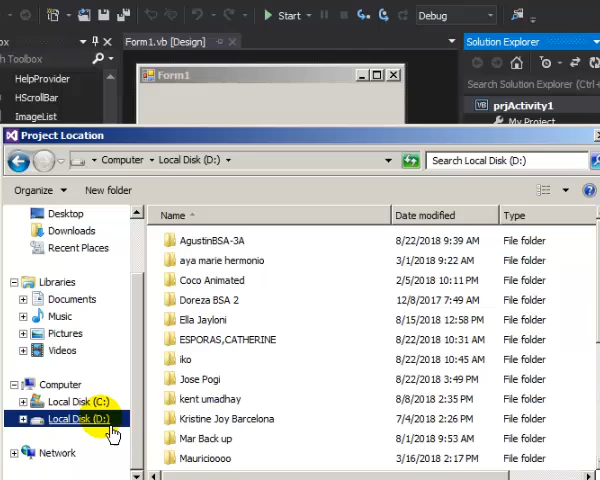 Start
Debug
ox
Form1.vb [Design]
Solution Explorer
Search Toolbox
Search Solution Explorer (Ctrl+
HelpProvider
HScrollBar
ImageList
Form1
VB prjActivity1
My Project
Project Location
Computer
Local Disk (D:)
Search Local Disk (D:)
Organize
New folder
Desktop
Downloads
Recent Places
Libraries
Documents
Music
Pictures
Videos
Computer
Local Disk (C:)
Local Disk (D:)
Network
Name Date modified Type
AgustinBSA-3A 8/22/2018 9:39 AM File folder
aya marie hermonio 3/1/2018 9:22 AM File folder
Coco Animated 2/5/2018 10:11 PM File folder
Doreza BSA 2 12/8/2017 7:49 AM File folder
Ella Jayloni 8/15/2018 12:58 PM File folder
ESPORAS,CATHERINE 8/22/2018 10:31 AM File folder
iko 8/22/2018 10:45 AM File folder
Jose Pogi 8/22/2018 3:49 PM File folder
kent umadhay 8/8/2018 2:35 PM File folder
Kristine Joy Barcelona 7/4/2018 2:26 PM File folder
Mar Back up 8/1/2018 9:53 AM File folder
Mauricioooo 3/16/2018 2:17 PM File folder